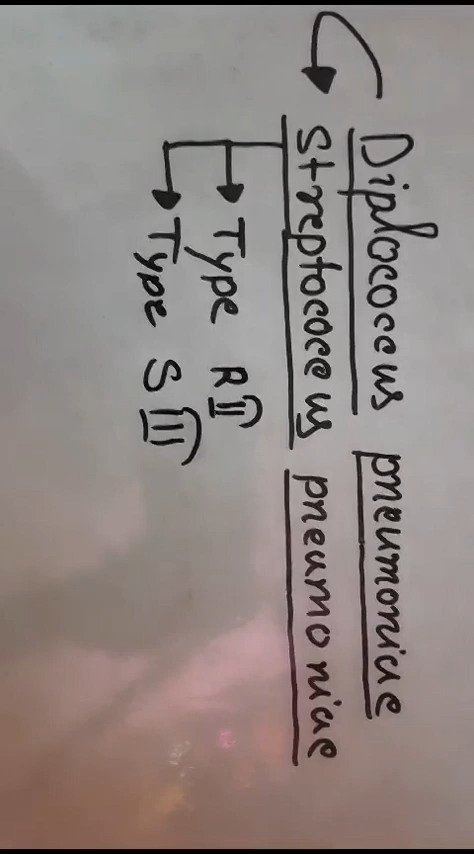 Diplococcus pneumoniae
Streptococcus pneumoniae
Type R II
Type S III